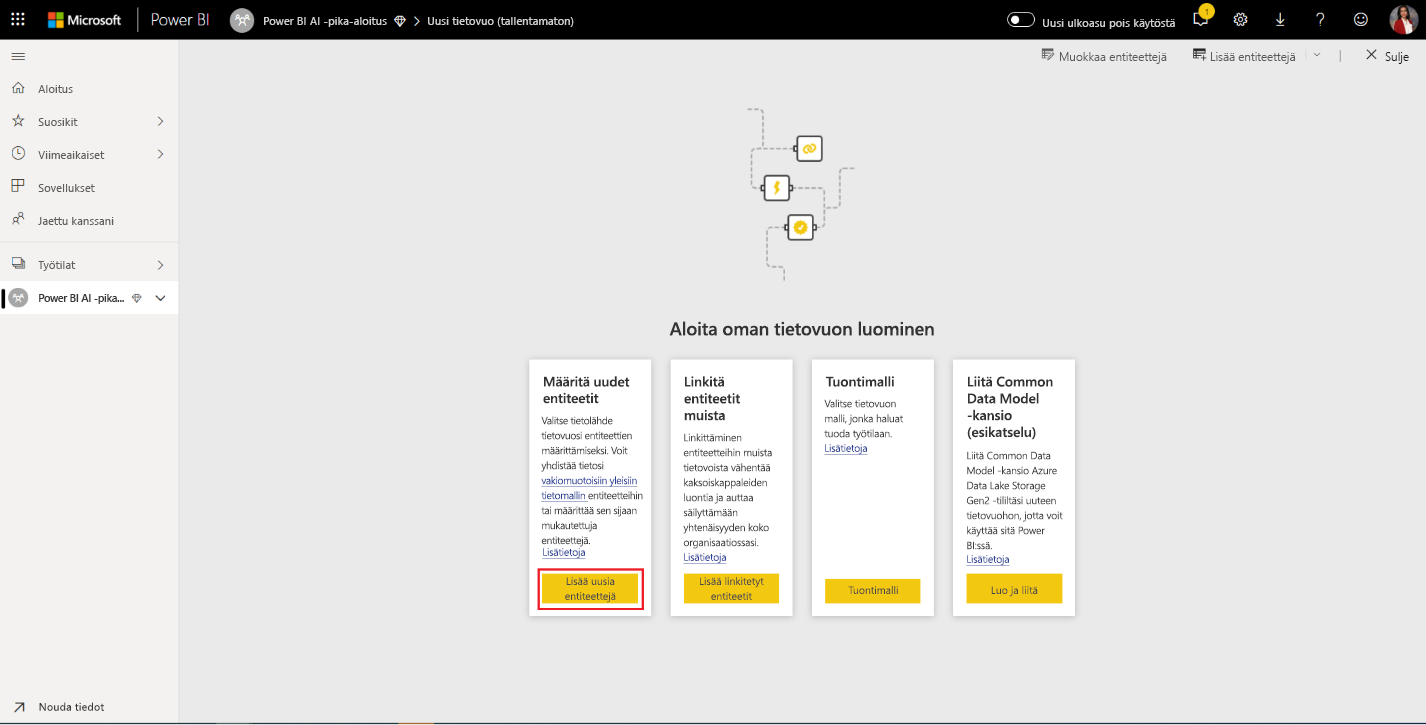 Microsoft Power BI Power BI AI -pika-aloitus > Uusi tietovuo (tallentamaton) Uusi ulkoasu pois käytöstä 1
Muokkaa entiteettejä Lisää entiteettejä Sulje
Aloitus
Suosikit
Viimeaikaiset
Sovellukset
Jaettu kanssani
Työtilat
Power BI AI -pika...
Nouda tiedot
Aloita oman tietovuon luominen
Määritä uudet
entiteetit
Valitse tietolähde
tietovuosi entiteettien
määrittämiseksi. Voit
yhdistää tietosi
vakiomuotoisiin yleisiin
tietomallin entiteetteihin
tai määrittää sen sijaan
mukautettuja
entiteettejä.
Lisätietoja
Lisää uusia
entiteettejä
Linkitä
entiteetit
muista
Linkittäminen
entiteetteihin muista
tietovoista vähentää
kaksoiskappaleiden
luontia ja auttaa
säilyttämään
yhtenäisyyden koko
organisaatiossasi.
Lisätietoja
Lisää linkitetyt
entiteetit
Tuontimalli
Valitse tietovuon
malli, jonka haluat
tuoda työtilaan.
Lisätietoja
Tuontimalli
Liitä Common
Data Model
-kansio
(esikatselu)
Liitä Common Data
Model -kansio Azure
Data Lake Storage
Gen2 -tililtäsi uuteen
tietovuohon, jotta voit
käyttää sitä Power
BI:ssä.
Lisätietoja
Luo ja liitä